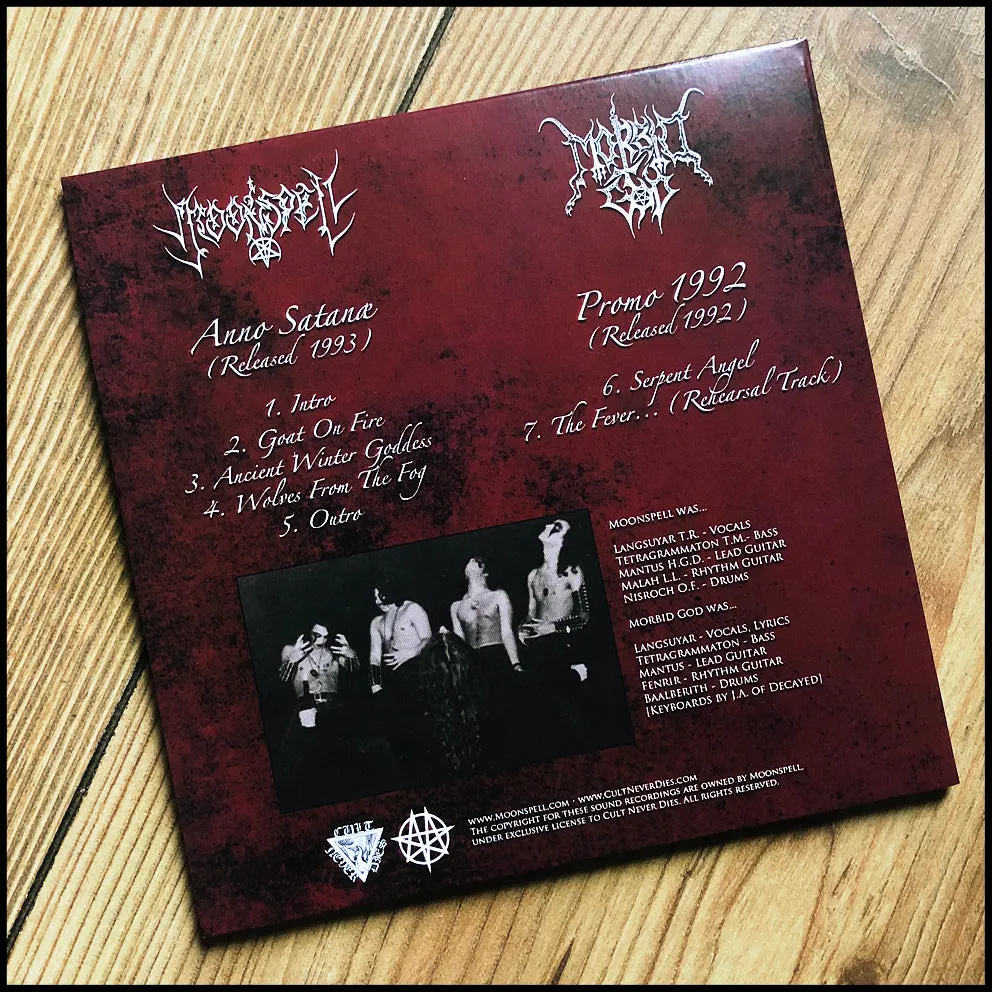 MOONSPELL
Anno Satanæ
(Released 1993)
1. Intro
2. Goat On Fire
3. Ancient Winter Goddess
4. Wolves From The Fog
5. Outro
MORBID
GOD
Promo 1992
(Released 1992)
6. Serpent Angel
7. The Fever... (Rehearsal Track)
MOONSPELL WAS...
LANGSUYAR T.R. - VOCALS
TETRAGRAMMATON T.M.- BASS
MANTUS H.G.D. - LEAD GUITAR
MALAH L.L. - RHYTHM GUITAR
NISROCH O.F. - DRUMS
MORBID GOD WAS...
LANGSUYAR - VOCALS, LYRICS
TETRAGRAMMATON - BASS
MANTUS - LEAD GUITAR
FENRIR - RHYTHM GUITAR
BAALBERITH - DRUMS
[KEYBOARDS BY J.A. OF DECAYED]
CULT
NEVER
DIES
WWW.MOONSPELL.COM · WWW.CULTNEVERDIES.COM
THE COPYRIGHT FOR THESE SOUND RECORDINGS ARE OWNED BY MOONSPELL,
UNDER EXCLUSIVE LICENSE TO CULT NEVER DIES. ALL RIGHTS RESERVED.